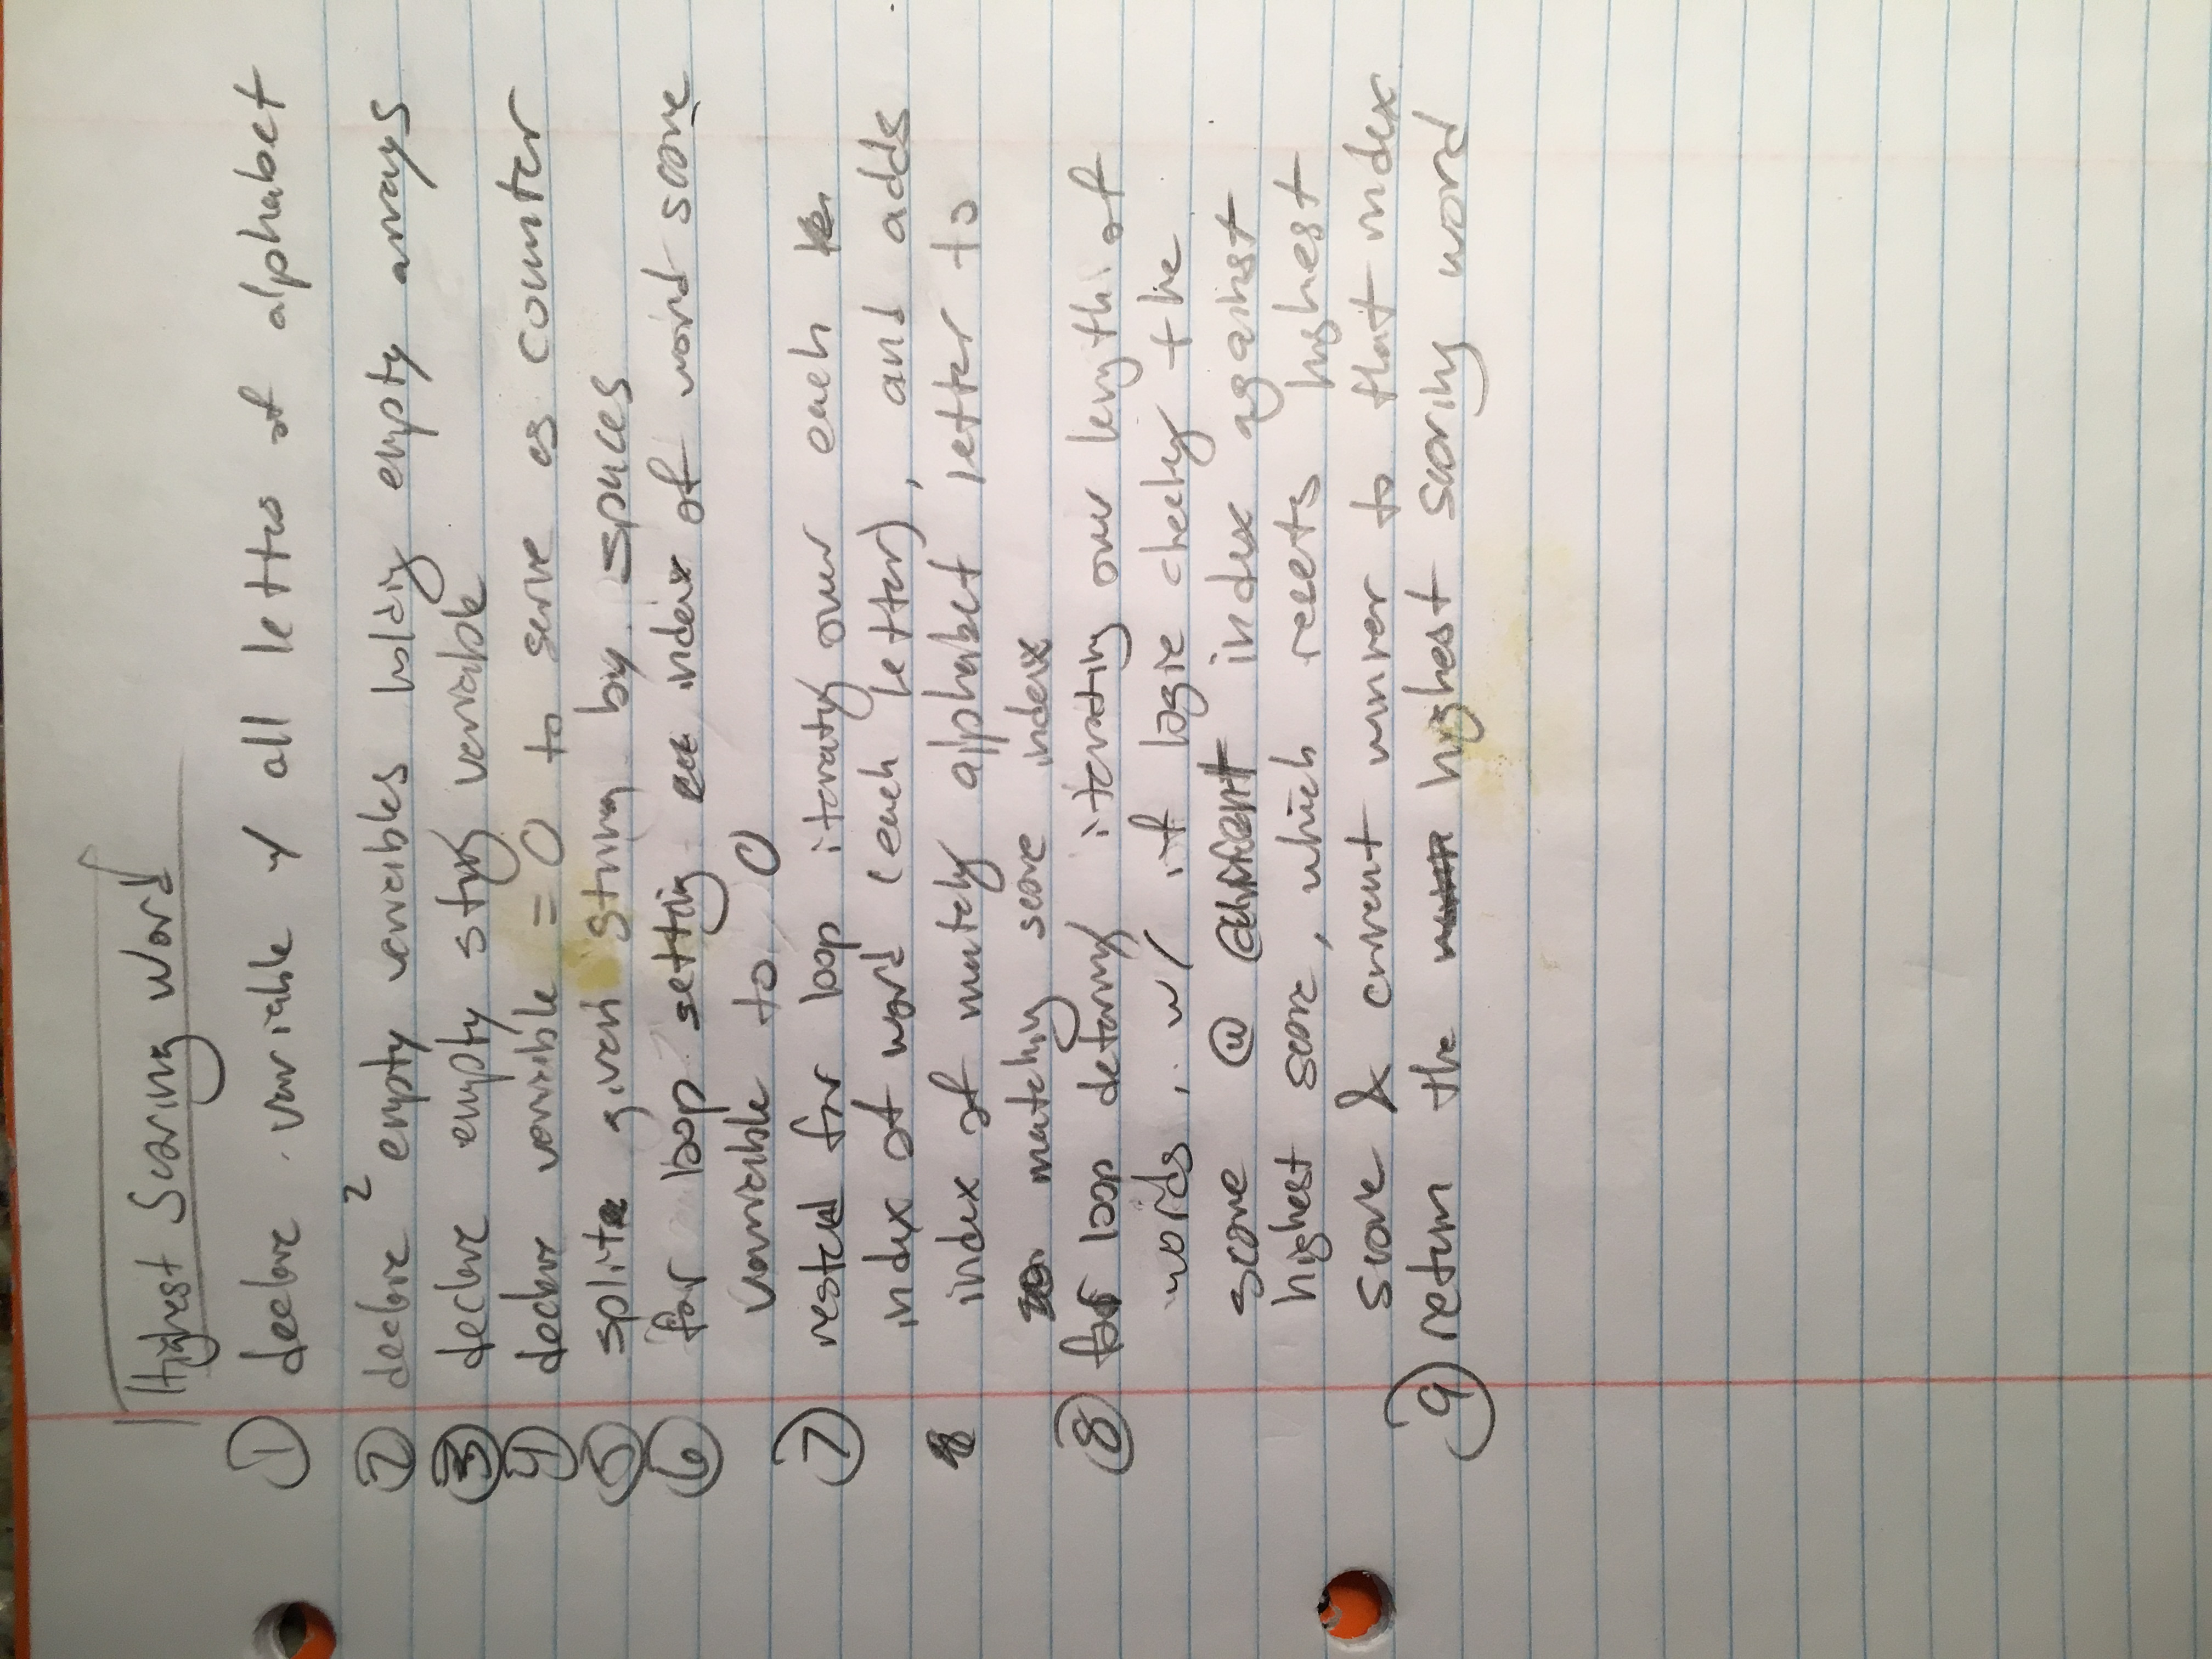 Highest Scoring Word
① declare variable w/ all letters of alphabet
② declare 2 empty variables holding empty arrays
③ declare empty string variable
④ declare variable = 0 to serve as counter
⑤ split given string by spaces
⑥ for loop setting index of word score
variable to 0
⑦ nested for loop iterating over each
index of word (each letter), and adds
index of matching alphabet letter to
matching score index
⑧ for loop iterating over length of
words, w/ if logic checking the
score @ current index against
highest score, which resets highest
score & current winner to that index
⑨ return the highest scoring word